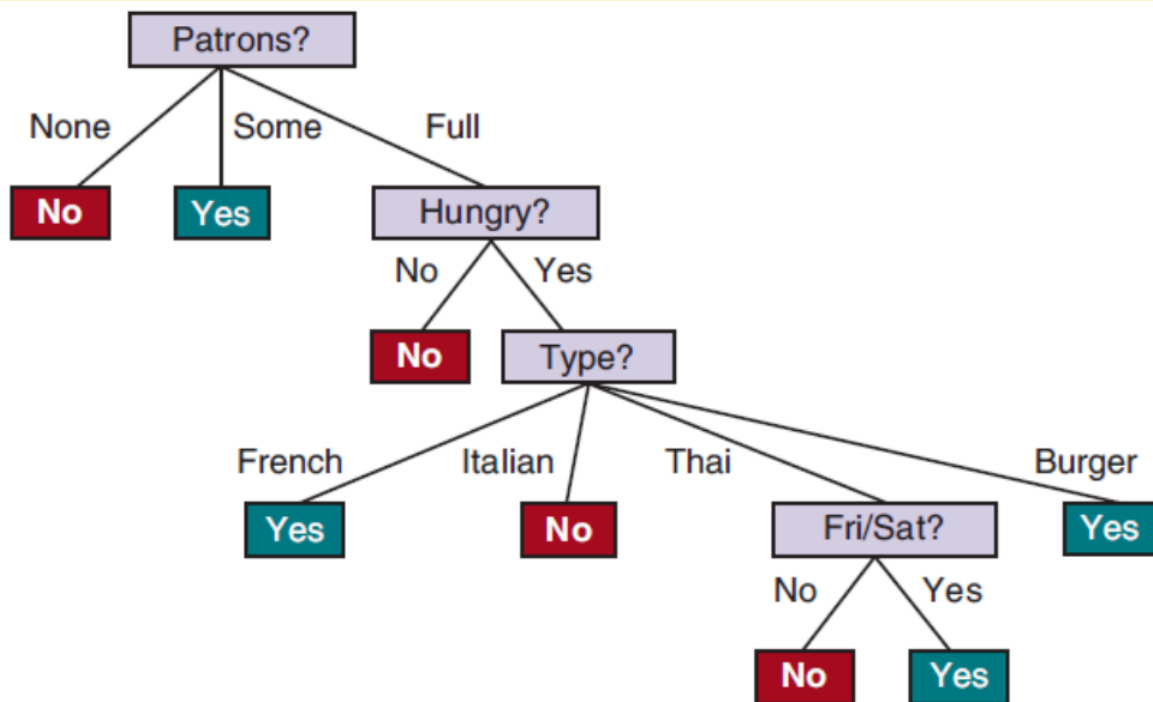 Patrons?
None Some Full
No Yes Hungry?
No Yes
No Type?
French Italian Thai Burger
Yes No Fri/Sat? Yes
No Yes
No Yes